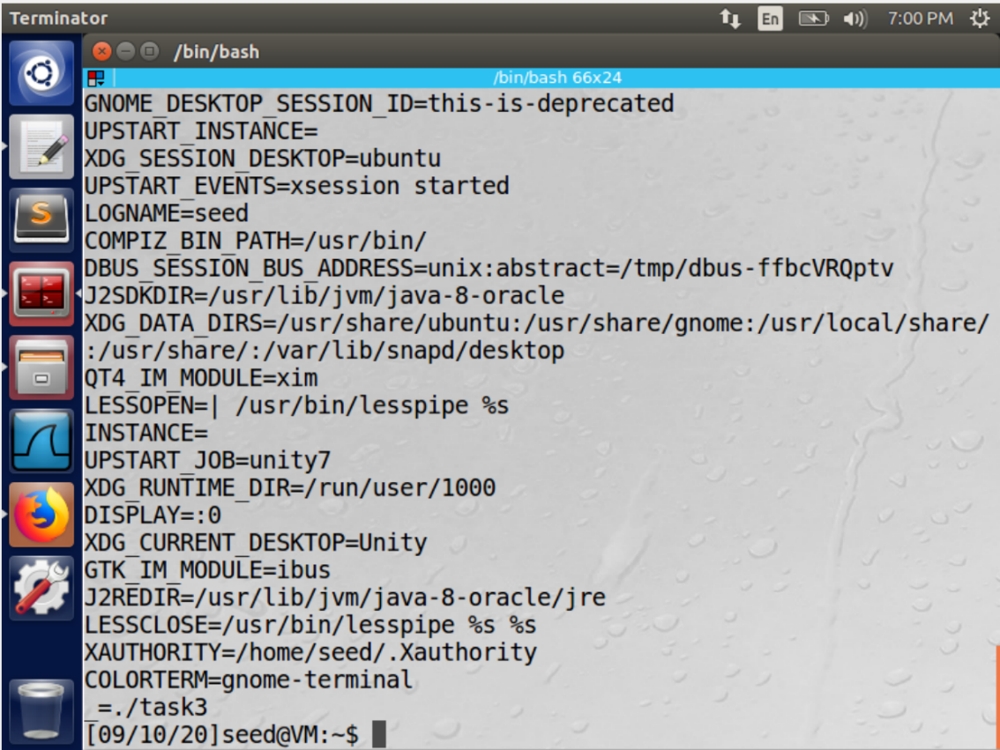 Terminator
En
7:00 PM
/bin/bash
/bin/bash 66x24
GNOME_DESKTOP_SESSION_ID=this-is-deprecated
UPSTART_INSTANCE=
XDG_SESSION_DESKTOP=ubuntu
UPSTART_EVENTS=xsession started
LOGNAME=seed
COMPIZ_BIN_PATH=/usr/bin/
DBUS_SESSION_BUS_ADDRESS=unix:abstract=/tmp/dbus-ffbcVRQptv
J2SDKDIR=/usr/lib/jvm/java-8-oracle
XDG_DATA_DIRS=/usr/share/ubuntu:/usr/share/gnome:/usr/local/share/
:/usr/share/:/var/lib/snapd/desktop
QT4_IM_MODULE=xim
LESSOPEN=| /usr/bin/lesspipe %s
INSTANCE=
UPSTART_JOB=unity7
XDG_RUNTIME_DIR=/run/user/1000
DISPLAY=:0
XDG_CURRENT_DESKTOP=Unity
GTK_IM_MODULE=ibus
J2REDIR=/usr/lib/jvm/java-8-oracle/jre
LESSCLOSE=/usr/bin/lesspipe %s %s
XAUTHORITY=/home/seed/.Xauthority
COLORTERM=gnome-terminal
_=./task3
[09/10/20]seed@VM:~$